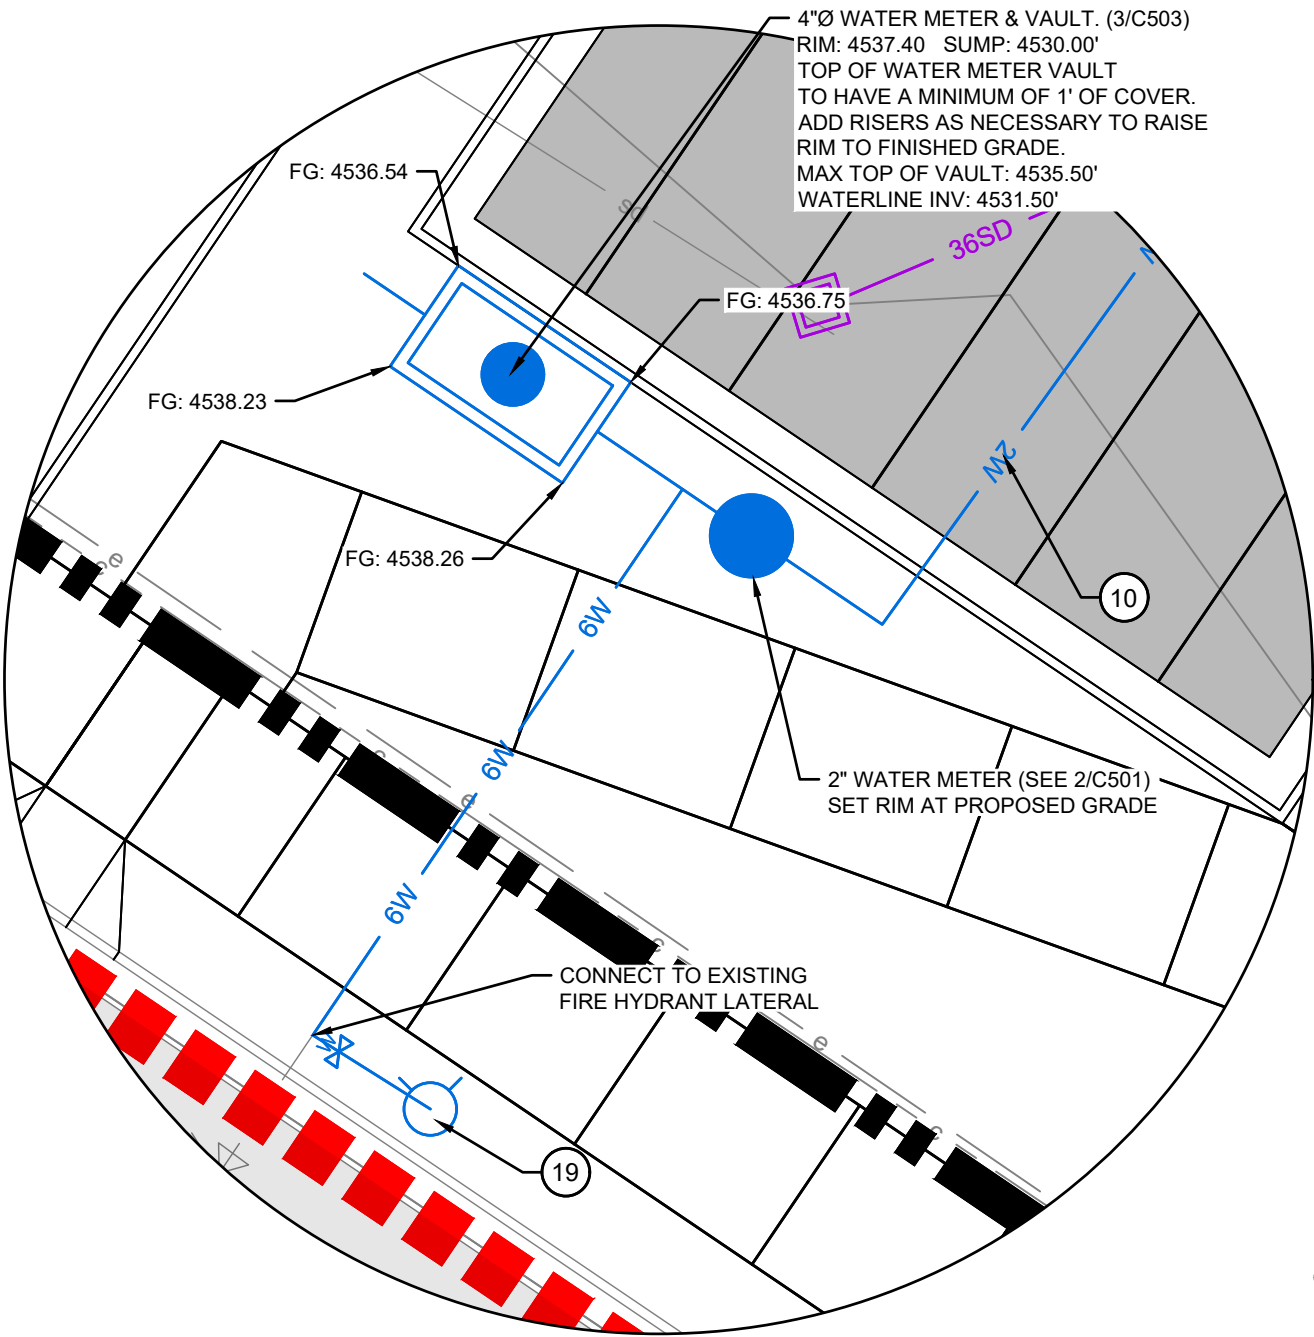 4"Ø WATER METER & VAULT. (3/C503)
RIM: 4537.40 SUMP: 4530.00'
TOP OF WATER METER VAULT
TO HAVE A MINIMUM OF 1' OF COVER.
ADD RISERS AS NECESSARY TO RAISE
RIM TO FINISHED GRADE.
MAX TOP OF VAULT: 4535.50'
WATERLINE INV: 4531.50'
FG: 4536.54
36SD
FG: 4536.75
FG: 4538.23
2W
FG: 4538.26
10
6W
6W
2" WATER METER (SEE 2/C501)
SET RIM AT PROPOSED GRADE
6W
CONNECT TO EXISTING
FIRE HYDRANT LATERAL
19
e
e
e
e